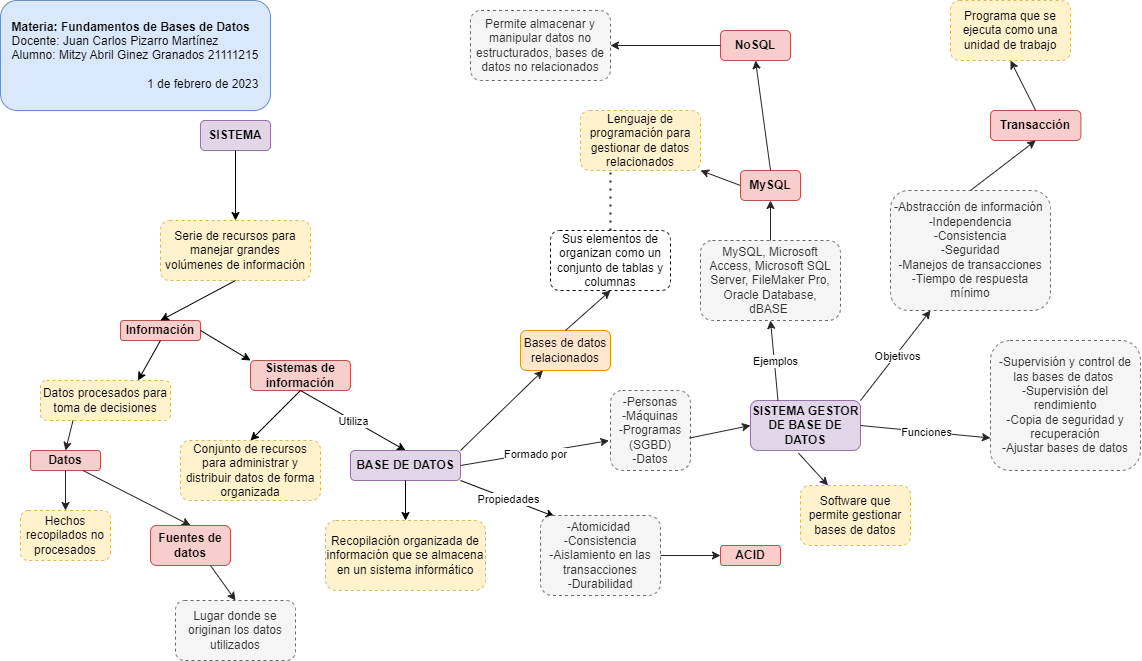 Materia: Fundamentos de Bases de Datos
Docente: Juan Carlos Pizarro Martínez
Alumno: Mitzy Abril Ginez Granados 21111215
1 de febrero de 2023
SISTEMA
Serie de recursos para
manejar grandes
volúmenes de información
Información
Datos procesados para
toma de decisiones
Datos
Hechos
recopilados no
procesados
Fuentes de
datos
Lugar donde se
originan los datos
utilizados
Sistemas de
información
Conjunto de recursos
para administrar y
distribuir datos de forma
organizada
Utiliza
BASE DE DATOS
Recopilación organizada de
información que se almacena
en un sistema informático
Bases de datos
relacionados
Sus elementos de
organizan como un
conjunto de tablas y
columnas
Lenguaje de
programación para
gestionar de datos
relacionados
Formado por
-Personas
-Máquinas
-Programas
(SGBD)
-Datos
Propiedades
-Atomicidad
-Consistencia
-Aislamiento en las
transacciones
-Durabilidad
ACID
SISTEMA GESTOR
DE BASE DE
DATOS
Software que
permite gestionar
bases de datos
Ejemplos
MySQL, Microsoft
Access, Microsoft SQL
Server, FileMaker Pro,
Oracle Database,
dBASE
MySQL
NoSQL
Permite almacenar y
manipular datos no
estructurados, bases de
datos no relacionados
Objetivos
-Abstracción de información
-Independencia
-Consistencia
-Seguridad
-Manejos de transacciones
-Tiempo de respuesta
mínimo
Transacción
Programa que se
ejecuta como una
unidad de trabajo
Funciones
-Supervisión y control de
las bases de datos
-Supervisión del
rendimiento
-Copia de seguridad y
recuperación
-Ajustar bases de datos